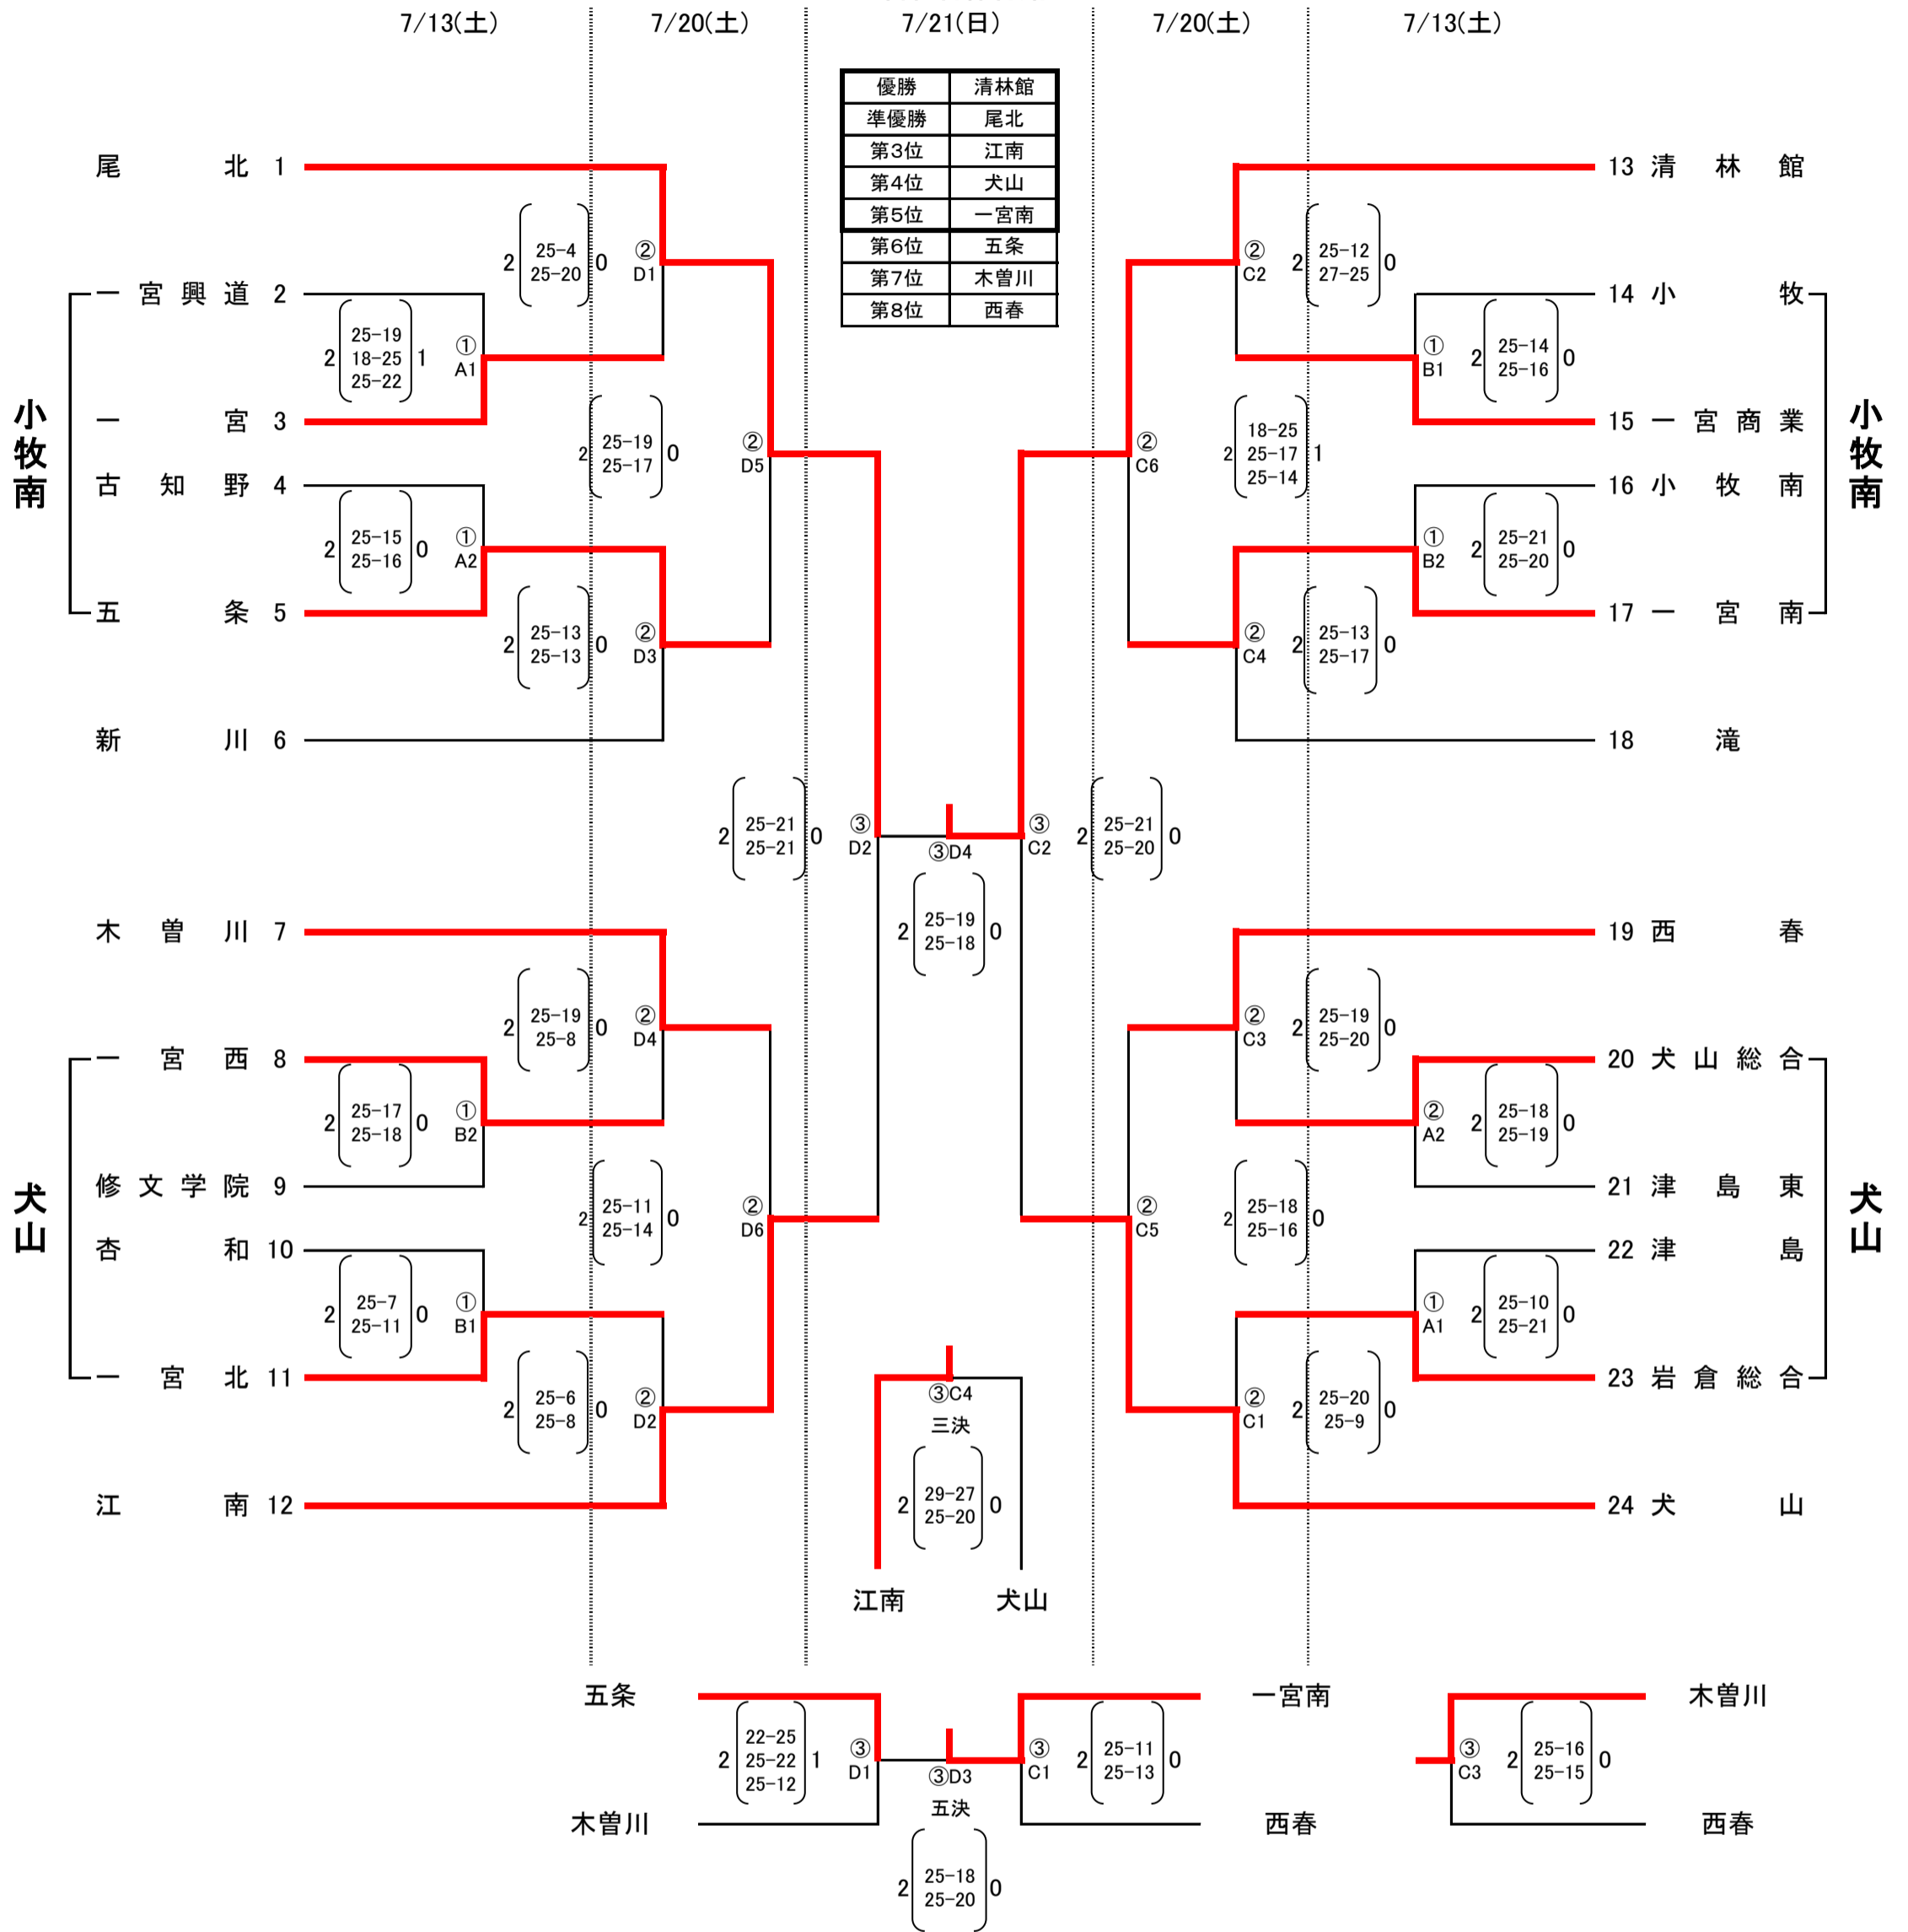 7/13(土) 7/20(土) 7/21(日) 7/20(土) 7/13(土)
優勝 清林館
準優勝 尾北
第3位 江南
第4位 犬山
第5位 一宮南
第6位 五条
第7位 木曽川
第8位 西春
小牧南
犬山
尾北 1
一宮興道 2
一宮 3
古知野 4
五条 5
新川 6
木曽川 7
一宮西 8
修文学院 9
杏和 10
一宮北 11
江南 12
2 25-19 18-25 25-22 1 ① A1
2 25-15 25-16 0 ① A2
2 25-17 25-18 0 ① B2
2 25-7 25-11 0 ① B1
2 25-4 25-20 0 ② D1
2 25-13 25-13 0 ② D3
2 25-19 25-8 0 ② D4
2 25-6 25-8 0 ② D2
2 25-19 25-17 0 ② D5
2 25-11 25-14 0 ② D6
2 25-21 25-21 0 ③ D2
③D4
2 25-19 25-18 0
③ C2 2 25-21 25-20 0
② C6 2 18-25 25-17 25-14 1
② C5 2 25-18 25-16 0
② C2 2 25-12 27-25 0
② C4 2 25-13 25-17 0
② C3 2 25-19 25-20 0
② C1 2 25-20 25-9 0
① B1 2 25-14 25-16 0
① B2 2 25-21 25-20 0
② A2 2 25-18 25-19 0
① A1 2 25-10 25-21 0
13 清林館
14 小牧
15 一宮商業
16 小牧南
17 一宮南
18 滝
19 西春
20 犬山総合
21 津島東
22 津島
23 岩倉総合
24 犬山
小牧南
犬山
③C4
三決
2 29-27 25-20 0
江南 犬山
五条
2 22-25 25-22 25-12 1 ③ D1
木曽川
③D3
五決
2 25-18 25-20 0
一宮南
③ C1 2 25-11 25-13 0
西春
木曽川
③ C3 2 25-16 25-15 0
西春